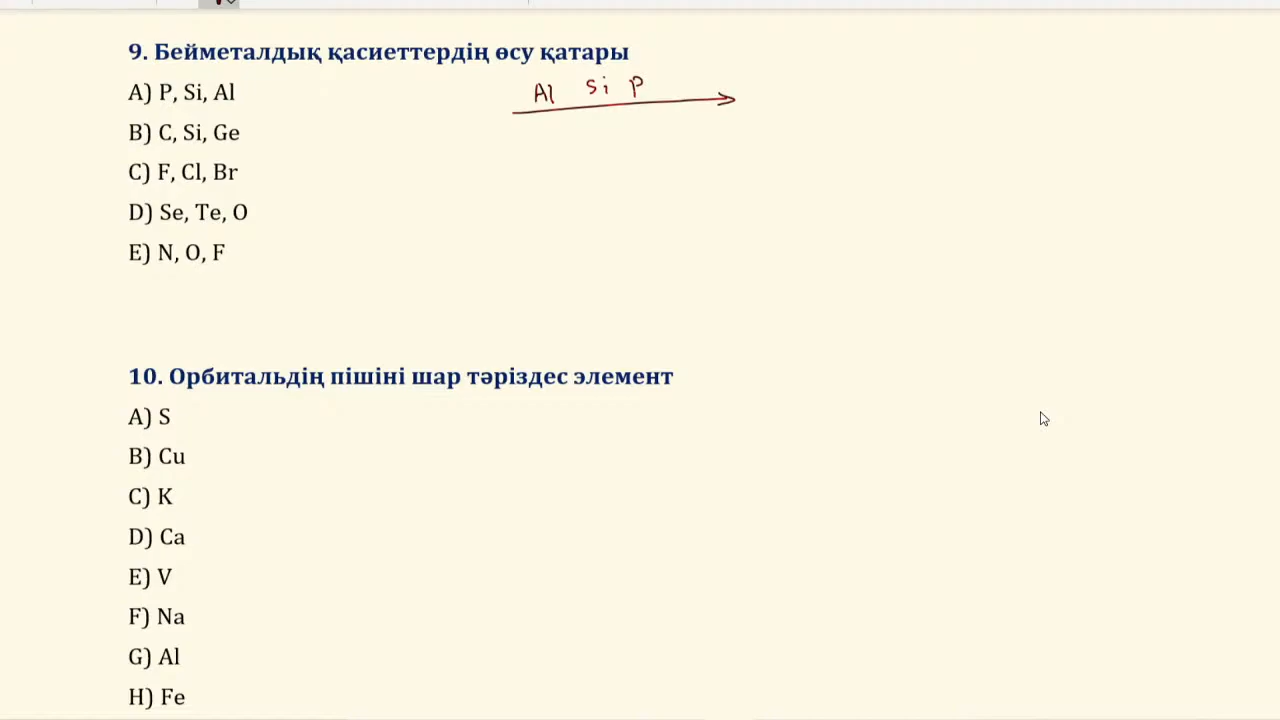 9. Бейметалдық қасиеттердің өсу қатары
A) P, Si, Al
Al Si P
B) C, Si, Ge
C) F, Cl, Br
D) Se, Te, O
E) N, O, F
10. Орбитальдің пішіні шар тәріздес элемент
A) S
B) Cu
C) K
D) Ca
E) V
F) Na
G) Al
H) Fe